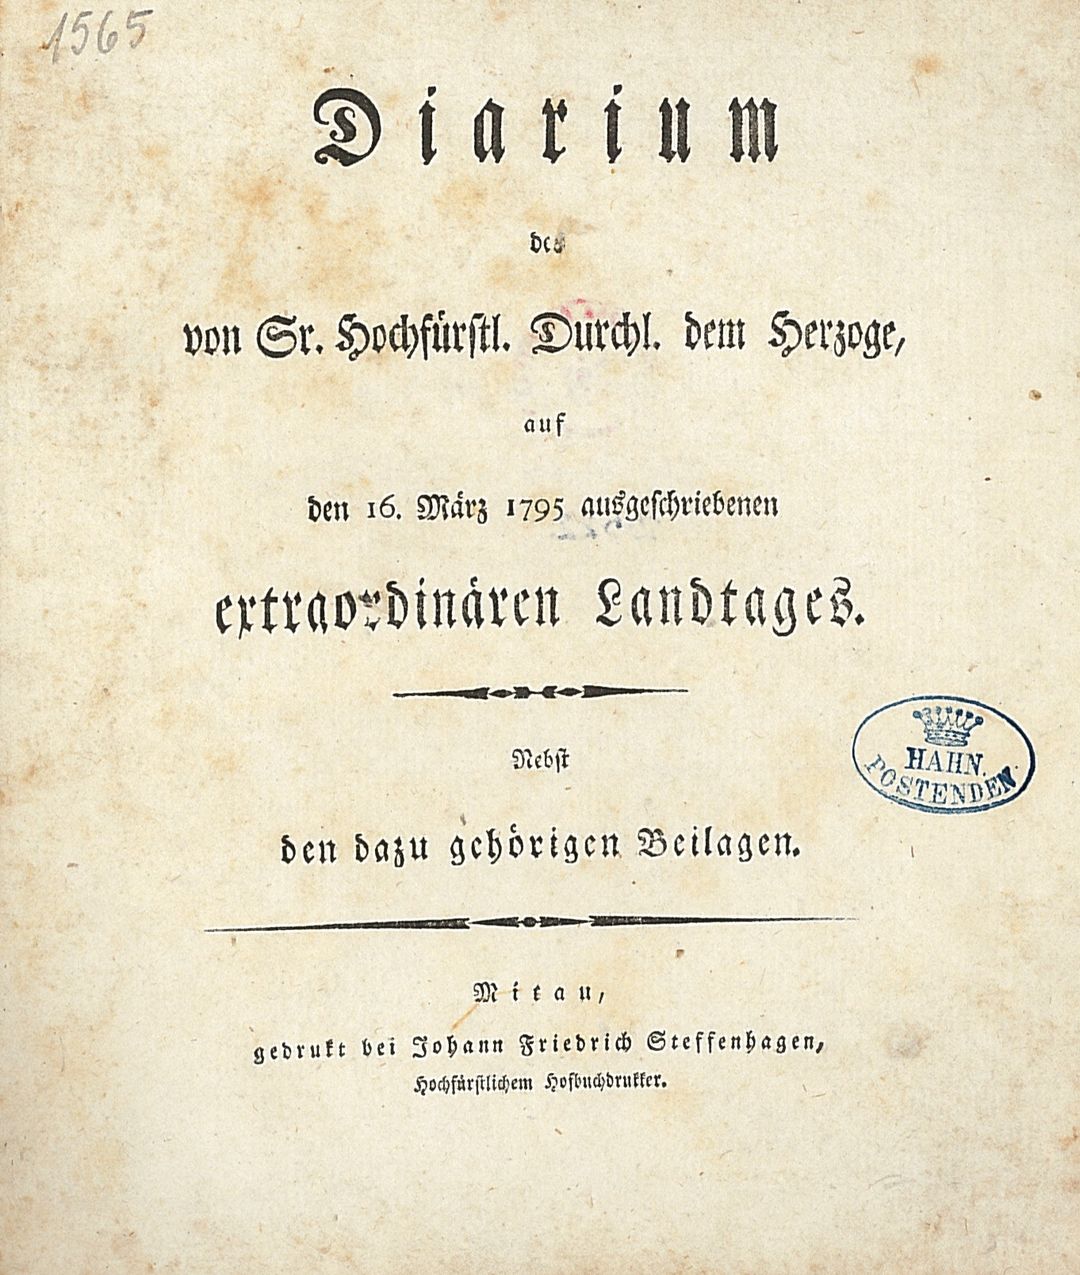 1565
Diarium
des
von Sr. Hochfürstl. Durchl. dem Herzoge,
auf
den 16. März 1795 ausgeschriebenen
extraordinären Landtages.
Nebst
den dazu gehörigen Beilagen.
HAHN.
POSTENDEN.
Mitau,
gedrukt bei Johann Friedrich Steffenhagen,
Hochfürstlichem Hofbuchdrukker.